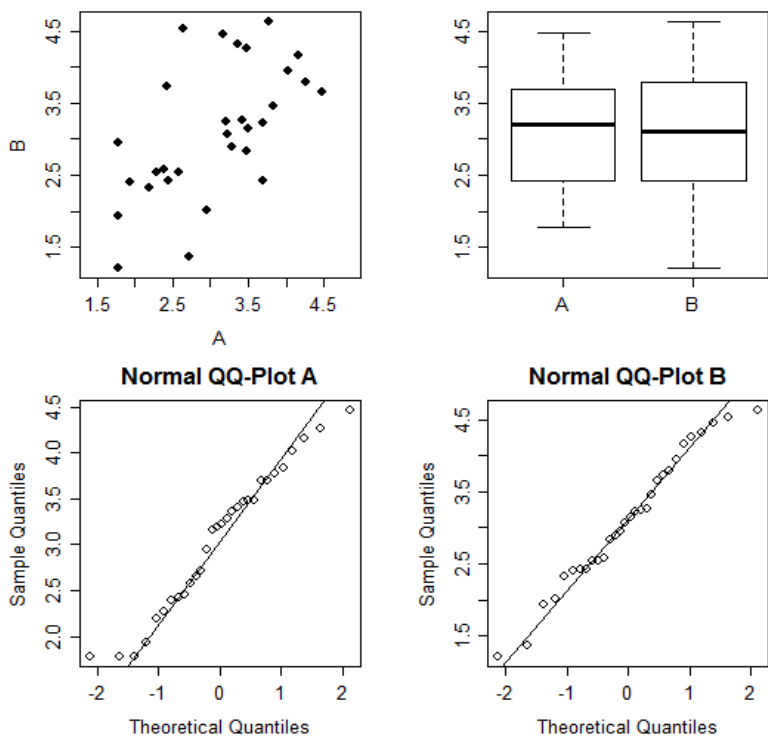 4.5
3.5
2.5
1.5
B
1.5 2.5 3.5 4.5
A
4.5
3.5
2.5
1.5
A B
Normal QQ-Plot A
4.5
4.0
3.5
3.0
2.5
2.0
Sample Quantiles
-2 -1 0 1 2
Theoretical Quantiles
Normal QQ-Plot B
4.5
3.5
2.5
1.5
Sample Quantiles
-2 -1 0 1 2
Theoretical Quantiles